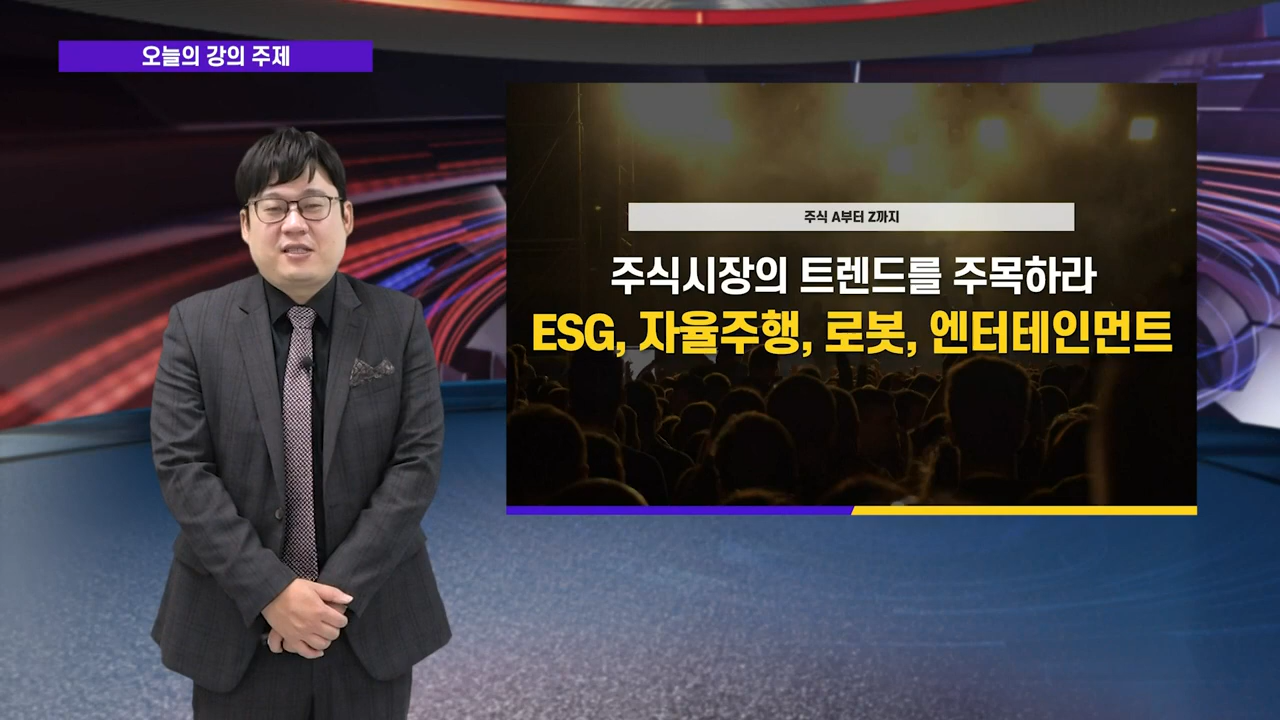 오늘의 강의 주제
주식 A부터 Z까지
주식시장의 트렌드를 주목하라
ESG, 자율주행, 로봇, 엔터테인먼트